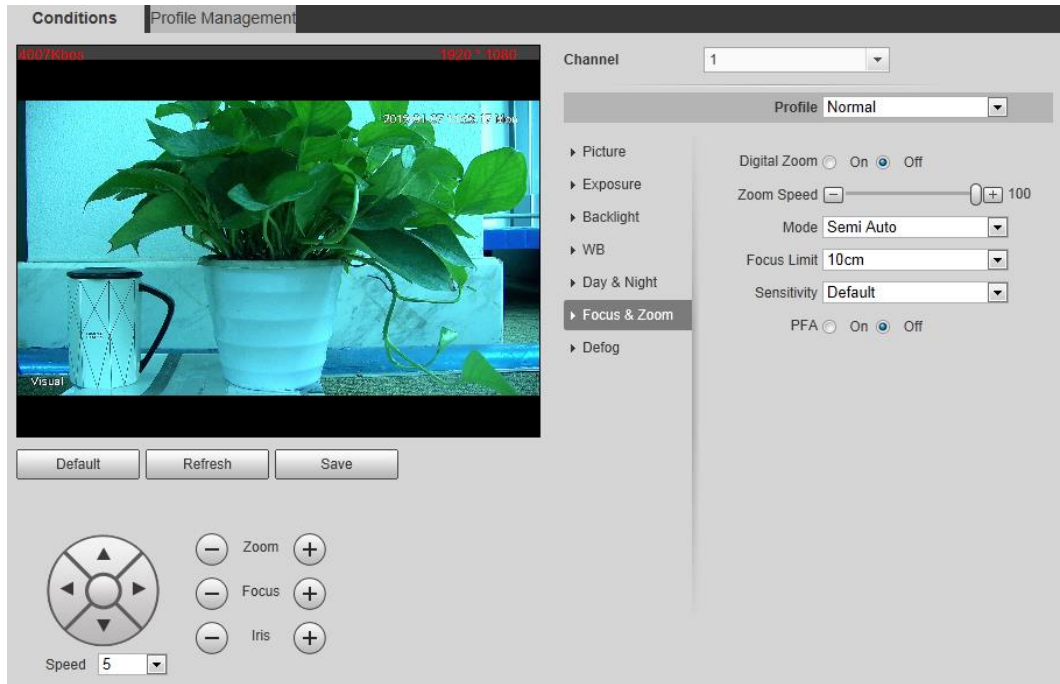 Conditions
Profile Management
4007Kbps
1920 * 1080
Visual
Default
Refresh
Save
Zoom
Focus
Iris
Speed 5
Channel 1
Profile Normal
Picture
Exposure
Backlight
WB
Day & Night
Focus & Zoom
Defog
Digital Zoom On Off
Zoom Speed 100
Mode Semi Auto
Focus Limit 10cm
Sensitivity Default
PFA On Off